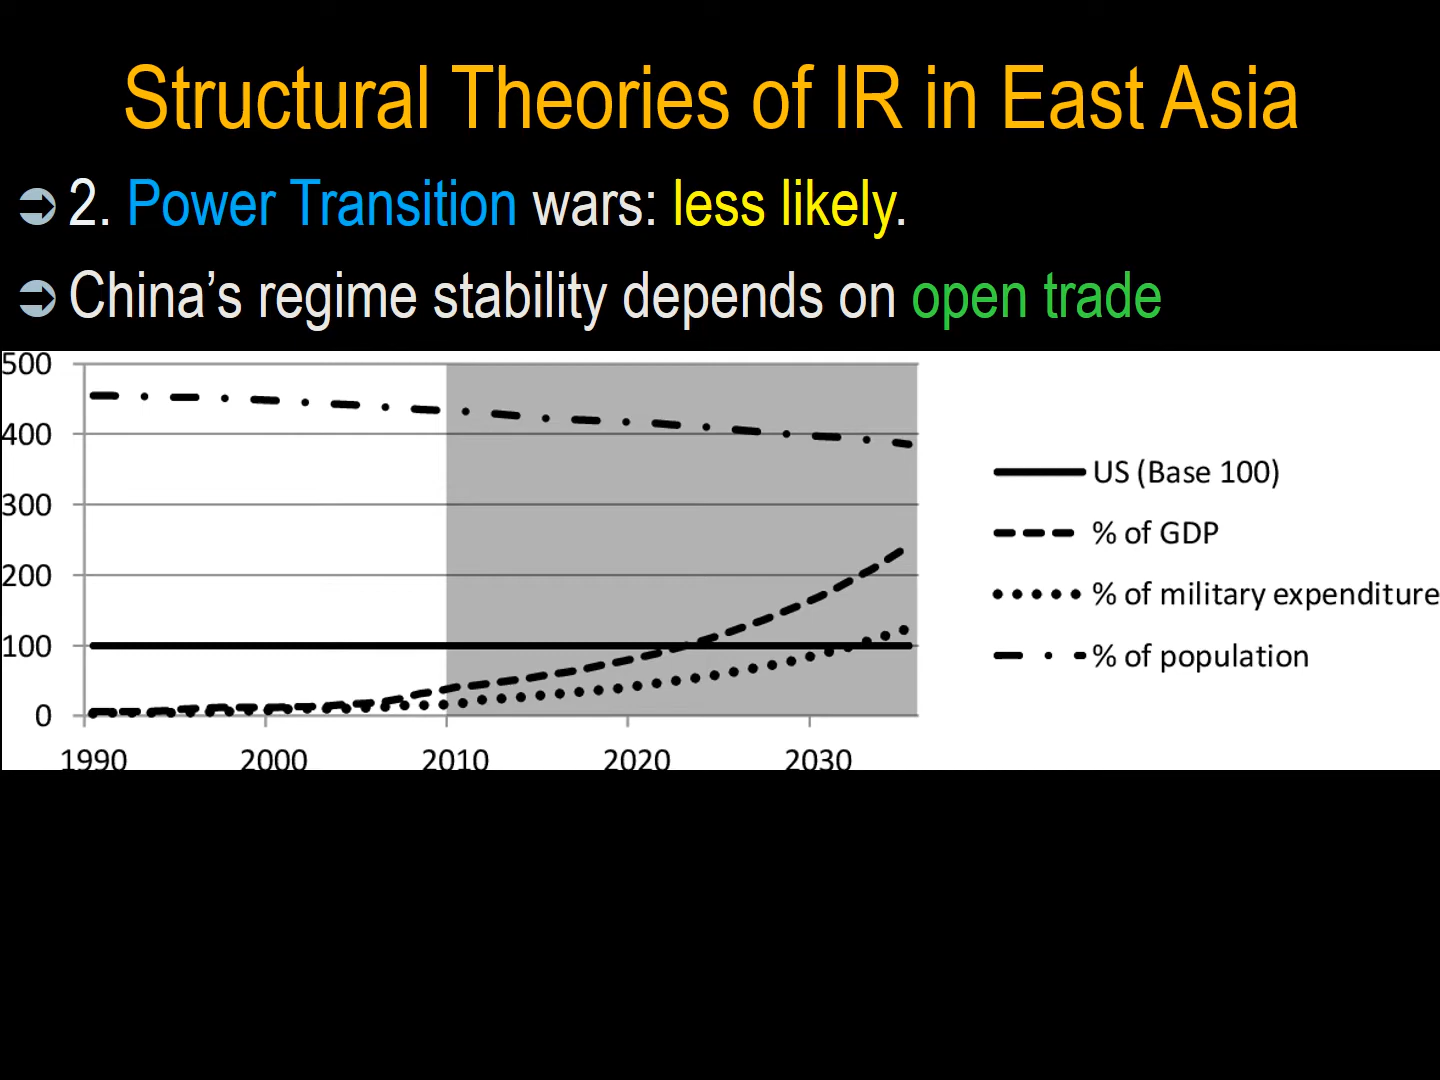 Structural Theories of IR in East Asia
2. Power Transition wars: less likely.
China’s regime stability depends on open trade
500
400
300
200
100
0
1990 2000 2010 2020 2030
US (Base 100)
% of GDP
% of military expenditure
% of population